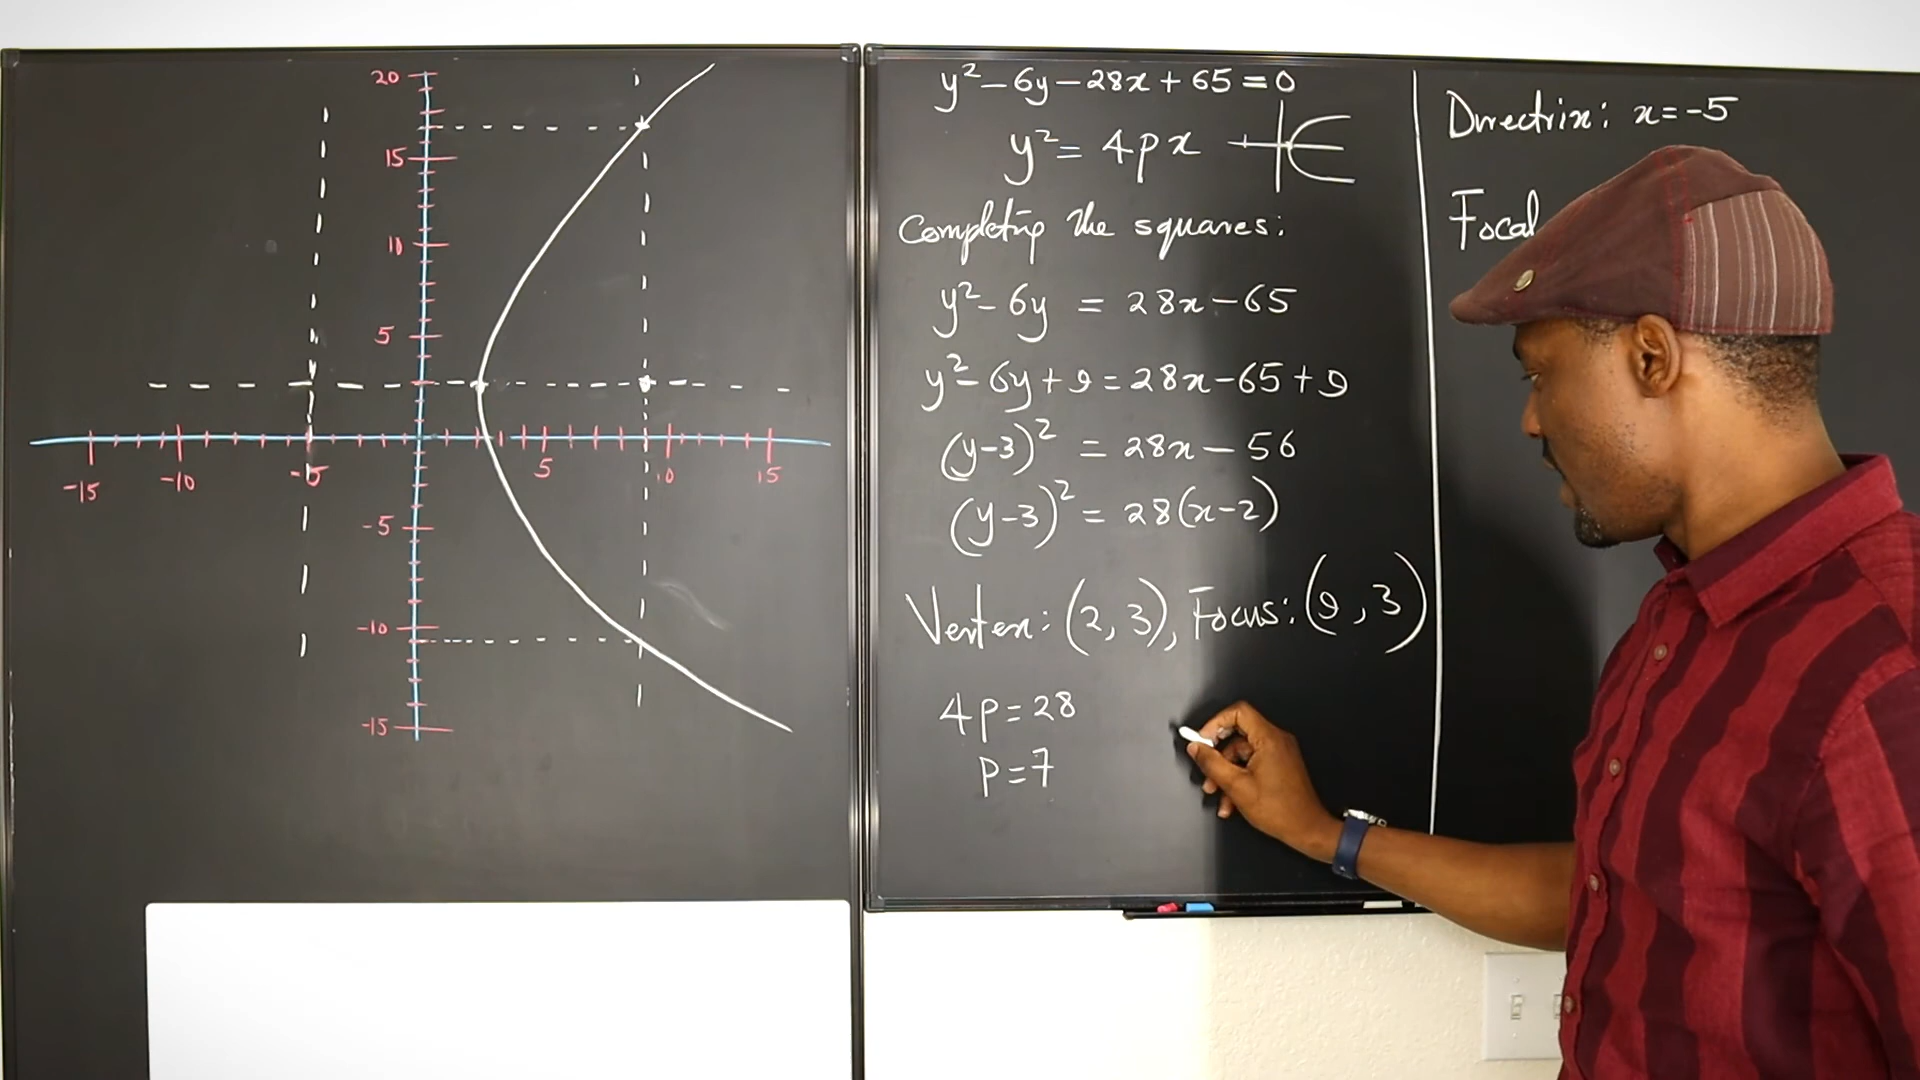 20
15
10
5
-15 -10 -5 5 10 15
-5
-10
-15
y² - 6y - 28x + 65 = 0
y² = 4px
Completing the squares:
y² - 6y = 28x - 65
y² - 6y + 9 = 28x - 65 + 9
(y-3)² = 28x - 56
(y-3)² = 28(x-2)
Vertex: (2, 3), Focus: (9, 3)
4p = 28
p = 7
Directrix: x = -5
Focal